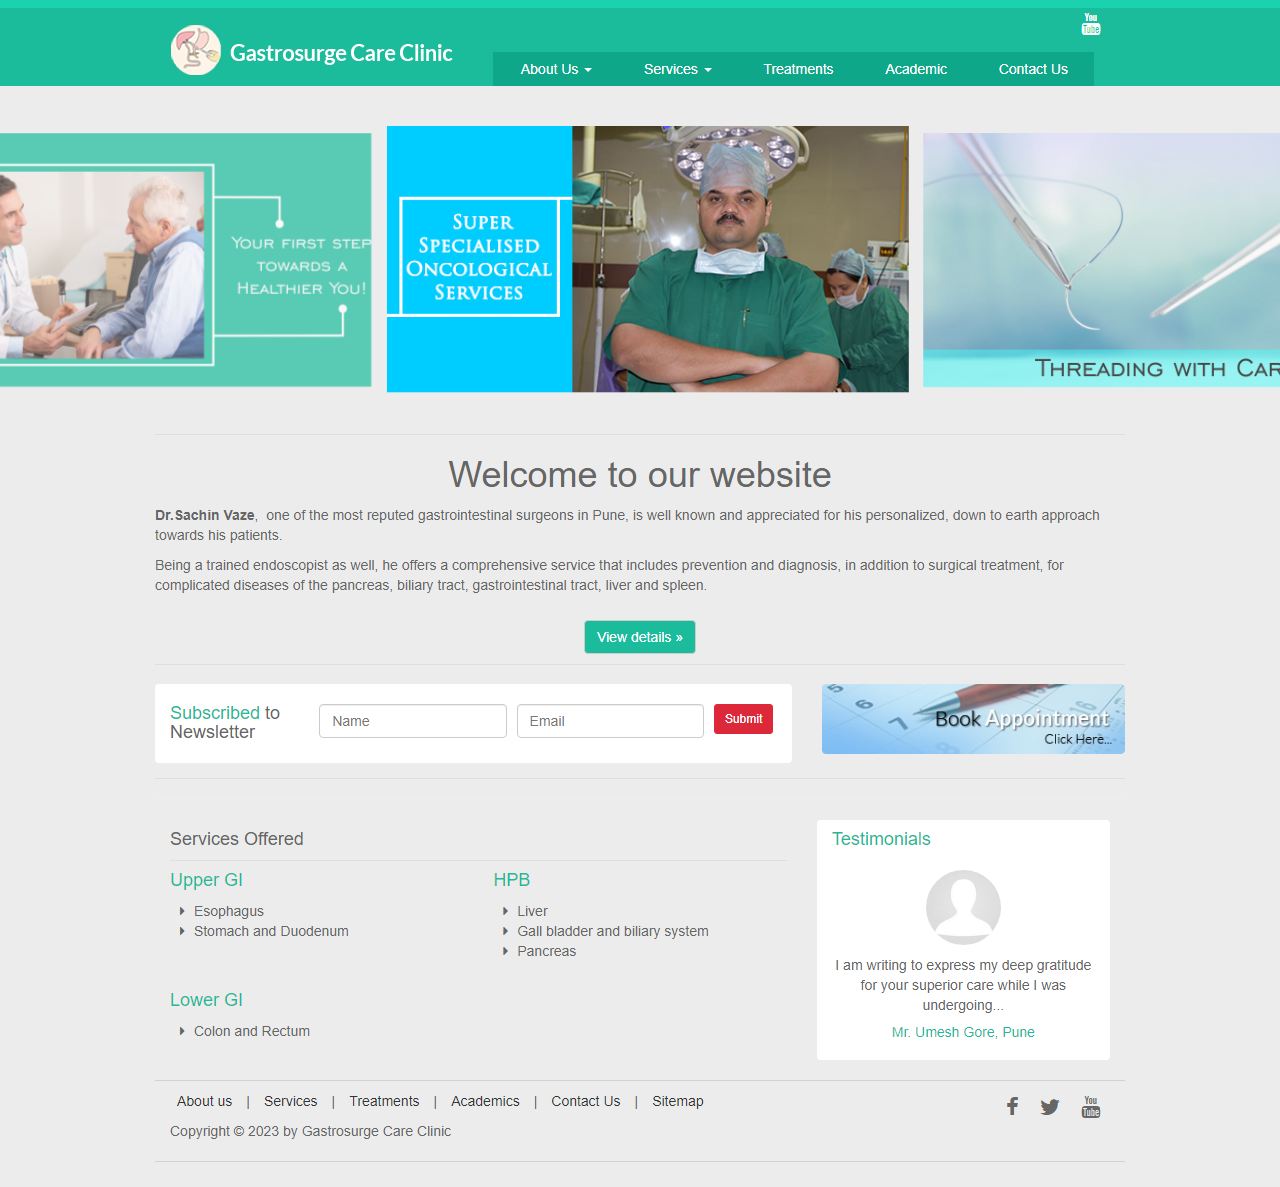 You
Tube
Gastrosurge Care Clinic
About Us
Services
Treatments
Academic
Contact Us
Your first step
towards a
Healthier You!
Super
Specialised
Oncological
Services
Threading with Car
Welcome to our website
Dr.Sachin Vaze, one of the most reputed gastrointestinal surgeons in Pune, is well known and appreciated for his personalized, down to earth approach
towards his patients.
Being a trained endoscopist as well, he offers a comprehensive service that includes prevention and diagnosis, in addition to surgical treatment, for
complicated diseases of the pancreas, biliary tract, gastrointestinal tract, liver and spleen.
View details »
Subscribed to
Newsletter
Name
Email
Submit
5
6
7
Book Appointment
Click Here...
Services Offered
Upper GI
Esophagus
Stomach and Duodenum
HPB
Liver
Gall bladder and biliary system
Pancreas
Lower GI
Colon and Rectum
Testimonials
I am writing to express my deep gratitude
for your superior care while I was
undergoing...
Mr. Umesh Gore, Pune
About us | Services | Treatments | Academics | Contact Us | Sitemap
You
Tube
Copyright © 2023 by Gastrosurge Care Clinic